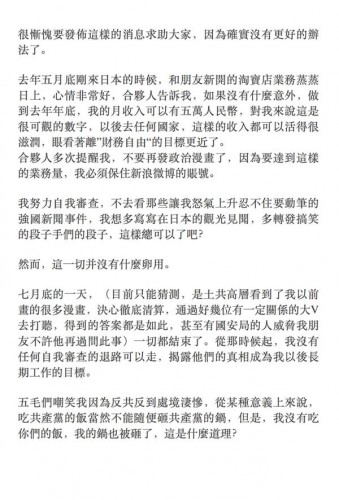 很慚愧要發佈這樣的消息求助大家，因為確實沒有更好的辦
法了。
去年五月底剛來日本的時候，和朋友新開的淘寶店業務蒸蒸
日上，心情非常好，合夥人告訴我，如果沒有什麼意外，做
到去年年底，我的月收入可以有五萬人民幣，對我來說這是
很可觀的數字，以後去任何國家，這樣的收入都可以活得很
滋潤，眼看著離”財務自由“的目標更近了。
合夥人多次提醒我，不要再發政治漫畫了，因為要達到這樣
的業務量，我必須保住新浪微博的賬號。
我努力自我審查，不去看那些讓我怒氣上升忍不住要動筆的
強國新聞事件，我想多寫寫在日本的觀光見聞，多轉發搞笑
的段子手們的段子，這樣總可以了吧?
然而，這一切并沒有什麼卵用。
七月底的一天，（目前只能猜測，是土共高層看到了我以前
畫的很多漫畫，決心徹底清算，通過好幾位有一定關係的大V
去打聽，得到的答案都是如此，甚至有國安局的人威脅我朋
友不許他再過問此事）一切都結束了。從那時候起，我沒有
任何自我審查的退路可以走，揭露他們的真相成為我以後長
期工作的目標。
五毛們嘲笑我因為反共反到處境淒慘，從某種意義上來說，
吃共產黨的飯當然不能隨便砸共產黨的鍋，但是，我沒有吃
你們的飯，我的鍋也被砸了，這是什麼道理?